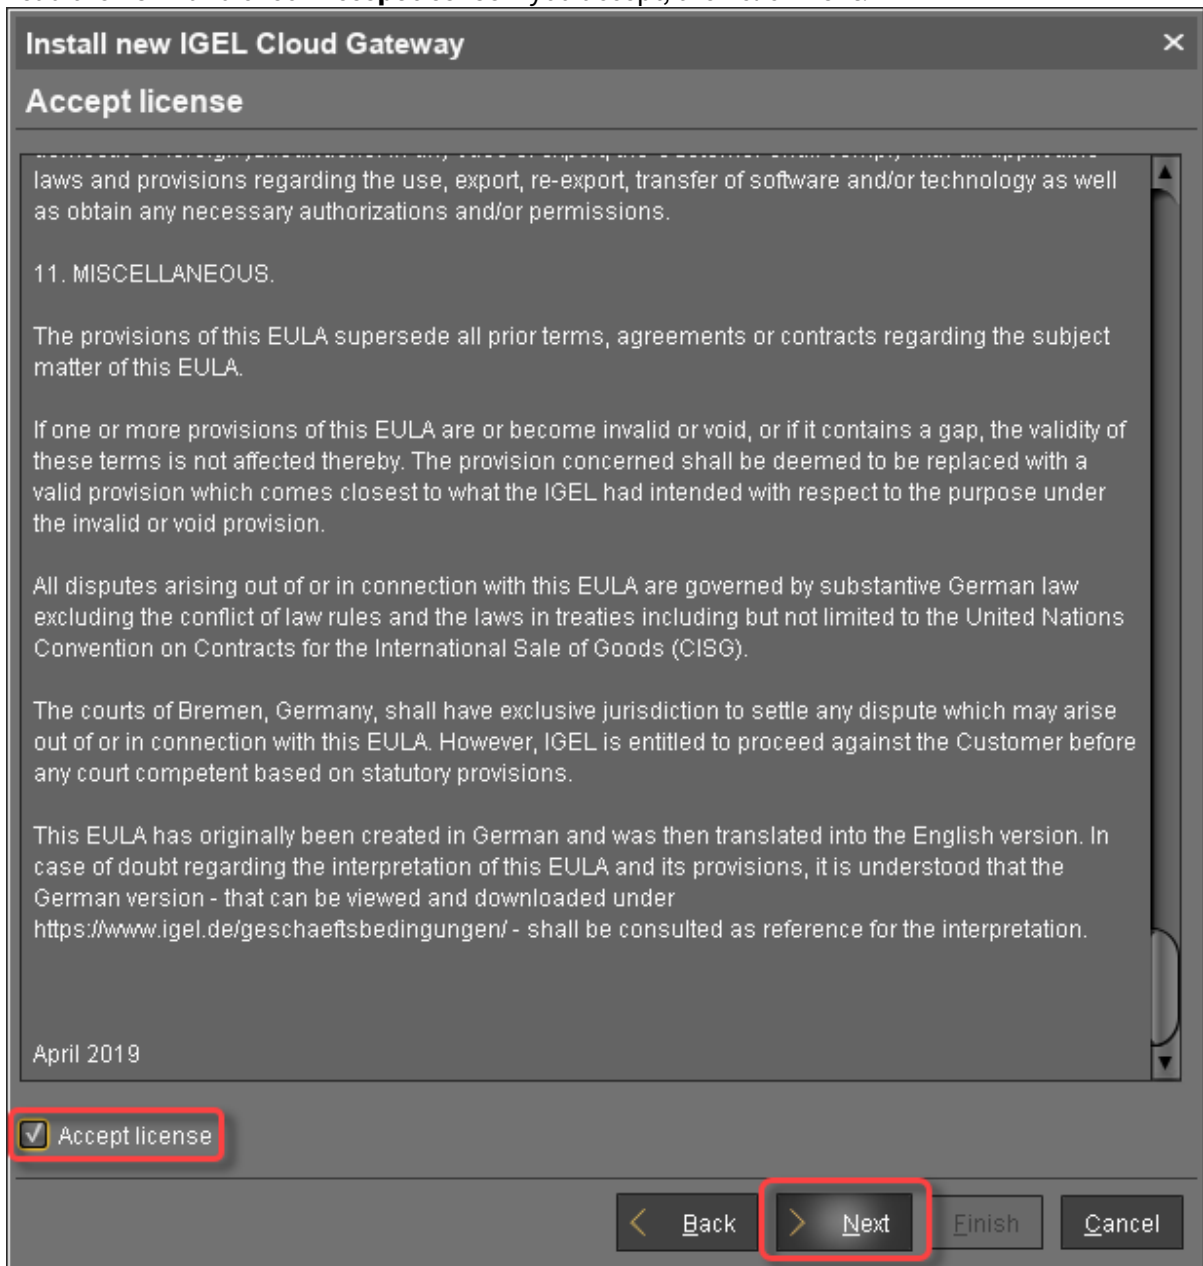 Install new IGEL Cloud Gateway
Accept license
laws and provisions regarding the use, export, re-export, transfer of software and/or technology as well
as obtain any necessary authorizations and/or permissions.
11. MISCELLANEOUS.
The provisions of this EULA supersede all prior terms, agreements or contracts regarding the subject
matter of this EULA.
If one or more provisions of this EULA are or become invalid or void, or if it contains a gap, the validity of
these terms is not affected thereby. The provision concerned shall be deemed to be replaced with a
valid provision which comes closest to what the IGEL had intended with respect to the purpose under
the invalid or void provision.
All disputes arising out of or in connection with this EULA are governed by substantive German law
excluding the conflict of law rules and the laws in treaties including but not limited to the United Nations
Convention on Contracts for the International Sale of Goods (CISG).
The courts of Bremen, Germany, shall have exclusive jurisdiction to settle any dispute which may arise
out of or in connection with this EULA. However, IGEL is entitled to proceed against the Customer before
any court competent based on statutory provisions.
This EULA has originally been created in German and was then translated into the English version. In
case of doubt regarding the interpretation of this EULA and its provisions, it is understood that the
German version - that can be viewed and downloaded under
https://www.igel.de/geschaeftsbedingungen/ - shall be consulted as reference for the interpretation.
April 2019
Accept license
Back Next Finish Cancel